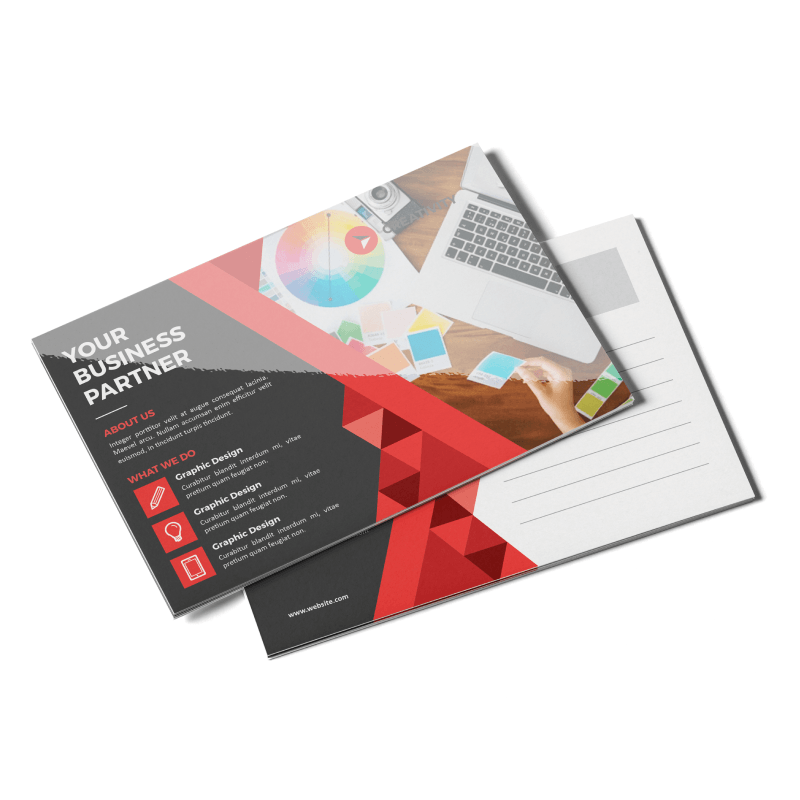 YOUR
BUSINESS
PARTNER
ABOUT US
Integer porttitor velit at augue consequat lacinia.
Maesel arcu. Nullam accumsan enim efficitur velit
euismod, in tincidunt turpis tincidunt.
WHAT WE DO
Graphic Design
Curabitur blandit interdum mi, vitae
pretium quam feugiat non.
Graphic Design
Curabitur blandit interdum mi, vitae
pretium quam feugiat non.
Graphic Design
Curabitur blandit interdum mi, vitae
pretium quam feugiat non.
www.website.com